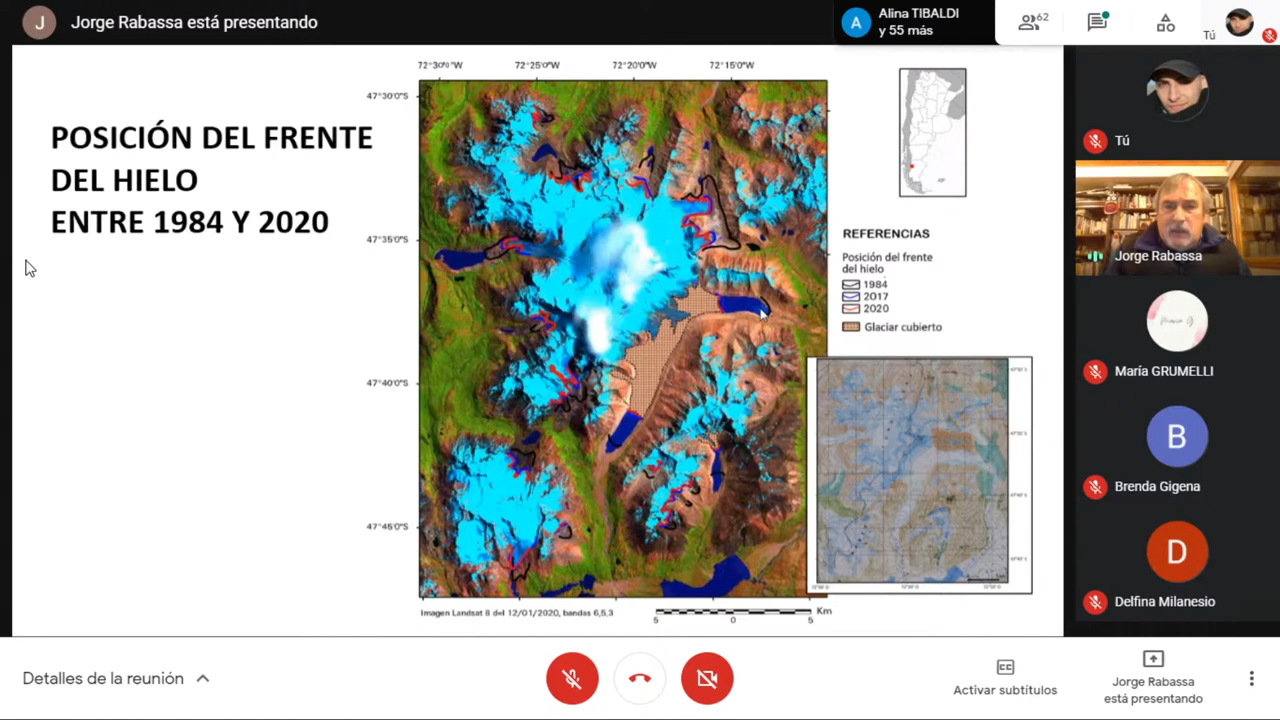 J
Jorge Rabassa está presentando
A
Alina TIBALDI
y 55 más
62
Tú
POSICIÓN DEL FRENTE
DEL HIELO
ENTRE 1984 Y 2020
72°30'0"W
72°25'0"W
72°20'0"W
72°15'0"W
47°30'0"S
47°35'0"S
47°40'0"S
47°45'0"S
REFERENCIAS
Posición del frente
del hielo
1984
2017
2020
Glaciar cubierto
Imagen Landsat 8 del 12/01/2020, bandas 6,5,3
Km
5
0
5
Tú
Jorge Rabassa
María GRUMELLI
B
Brenda Gigena
D
Delfina Milanesio
Detalles de la reunión
CC
Activar subtítulos
Jorge Rabassa
está presentando